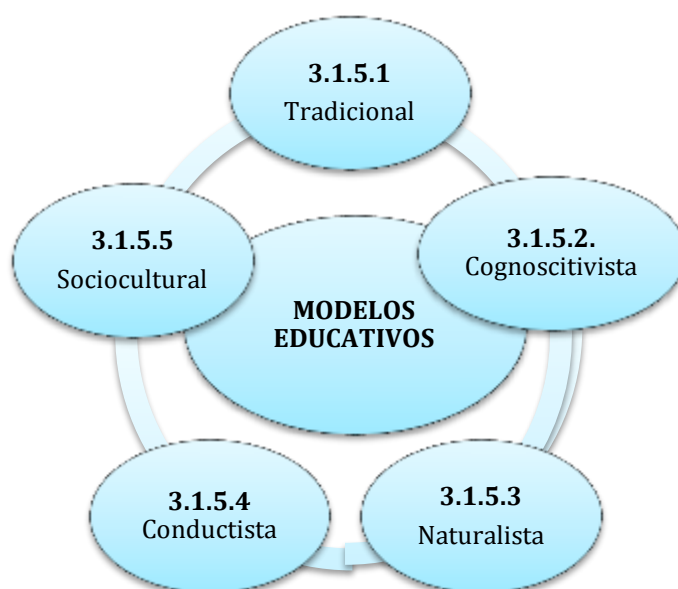 3.1.5.1
Tradicional
3.1.5.5
Sociocultural
3.1.5.2.
Cognoscitivista
MODELOS
EDUCATIVOS
3.1.5.4
Conductista
3.1.5.3
Naturalista